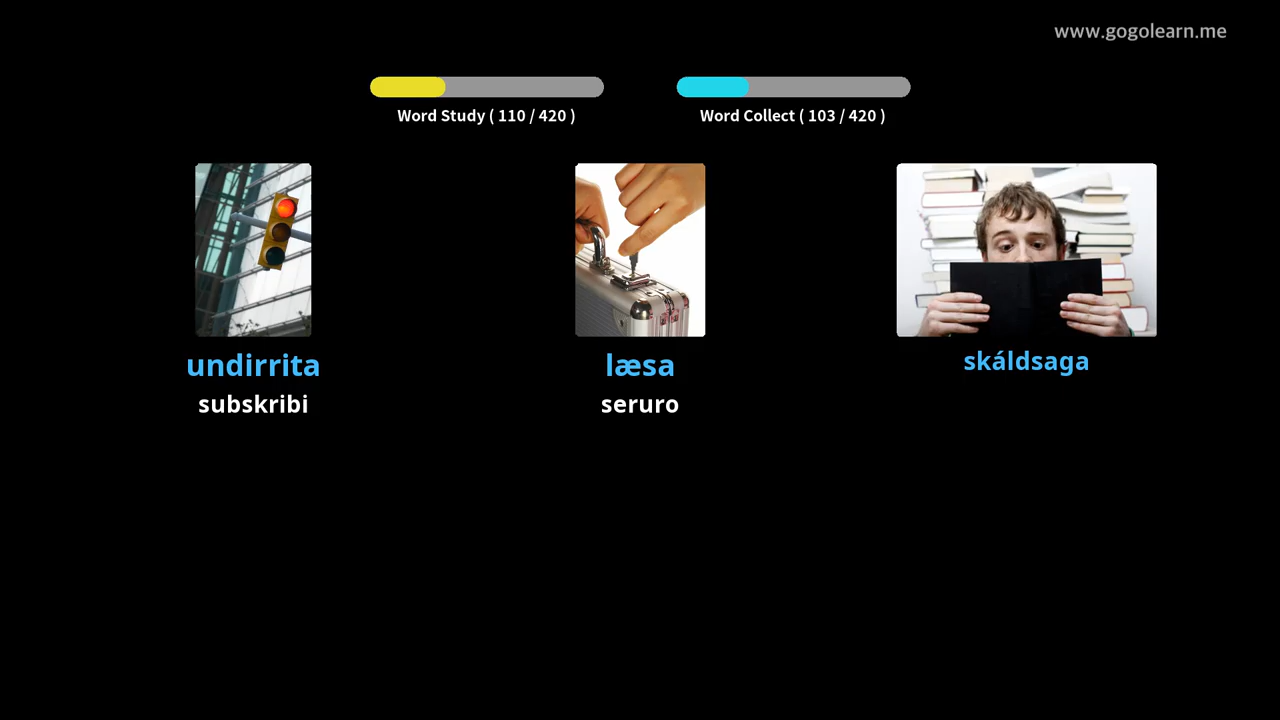 www.gogolearn.me
Word Study ( 110 / 420 )
Word Collect ( 103 / 420 )
undirrita
læsa
skáldsaga
subskribi
seruro